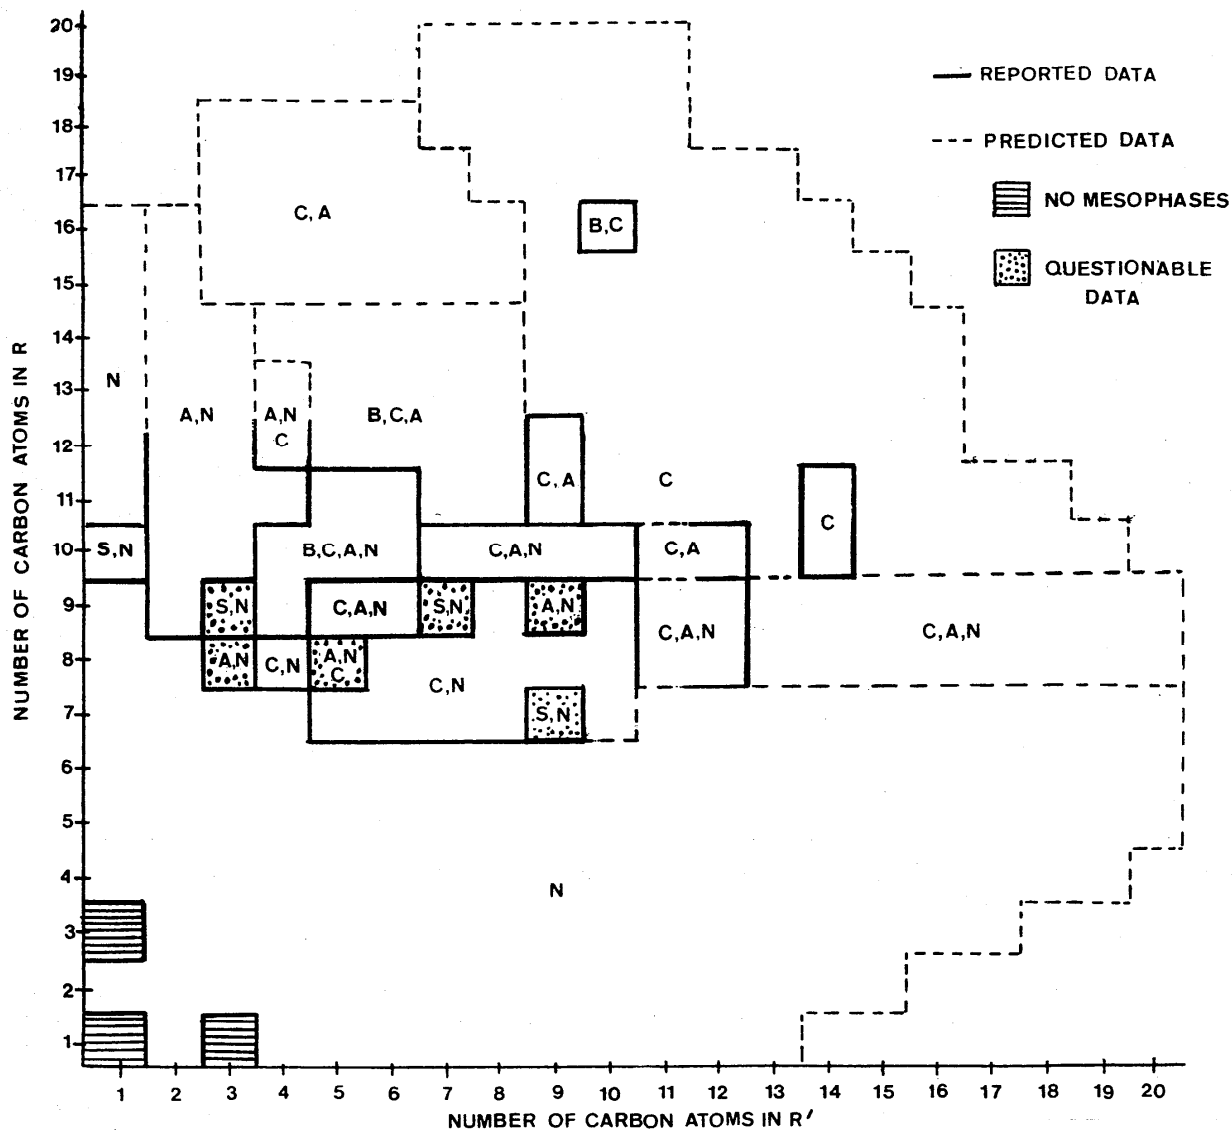 20
19
18
17
16
15
14
13
12
11
10
9
8
7
6
5
4
3
2
1
NUMBER OF CARBON ATOMS IN R
REPORTED DATA
PREDICTED DATA
NO MESOPHASES
QUESTIONABLE
DATA
C, A
B, C
N
A, N
A, N
C
B, C, A
C, A
C
C
S, N
B, C, A, N
C, A, N
C, A
S, N
C, A, N
S, N
A, N
C, A, N
C, A, N
A, N
C, N
A, N
C
C, N
S, N
N
1 2 3 4 5 6 7 8 9 10 11 12 13 14 15 16 17 18 19 20
NUMBER OF CARBON ATOMS IN R′